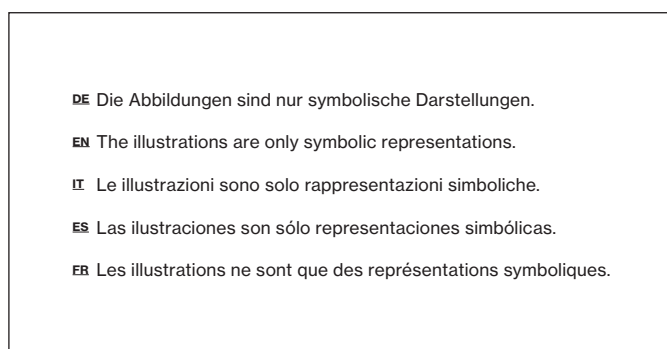 DE Die Abbildungen sind nur symbolische Darstellungen.
EN The illustrations are only symbolic representations.
IT Le illustrazioni sono solo rappresentazioni simboliche.
ES Las ilustraciones son sólo representaciones simbólicas.
FR Les illustrations ne sont que des représentations symboliques.